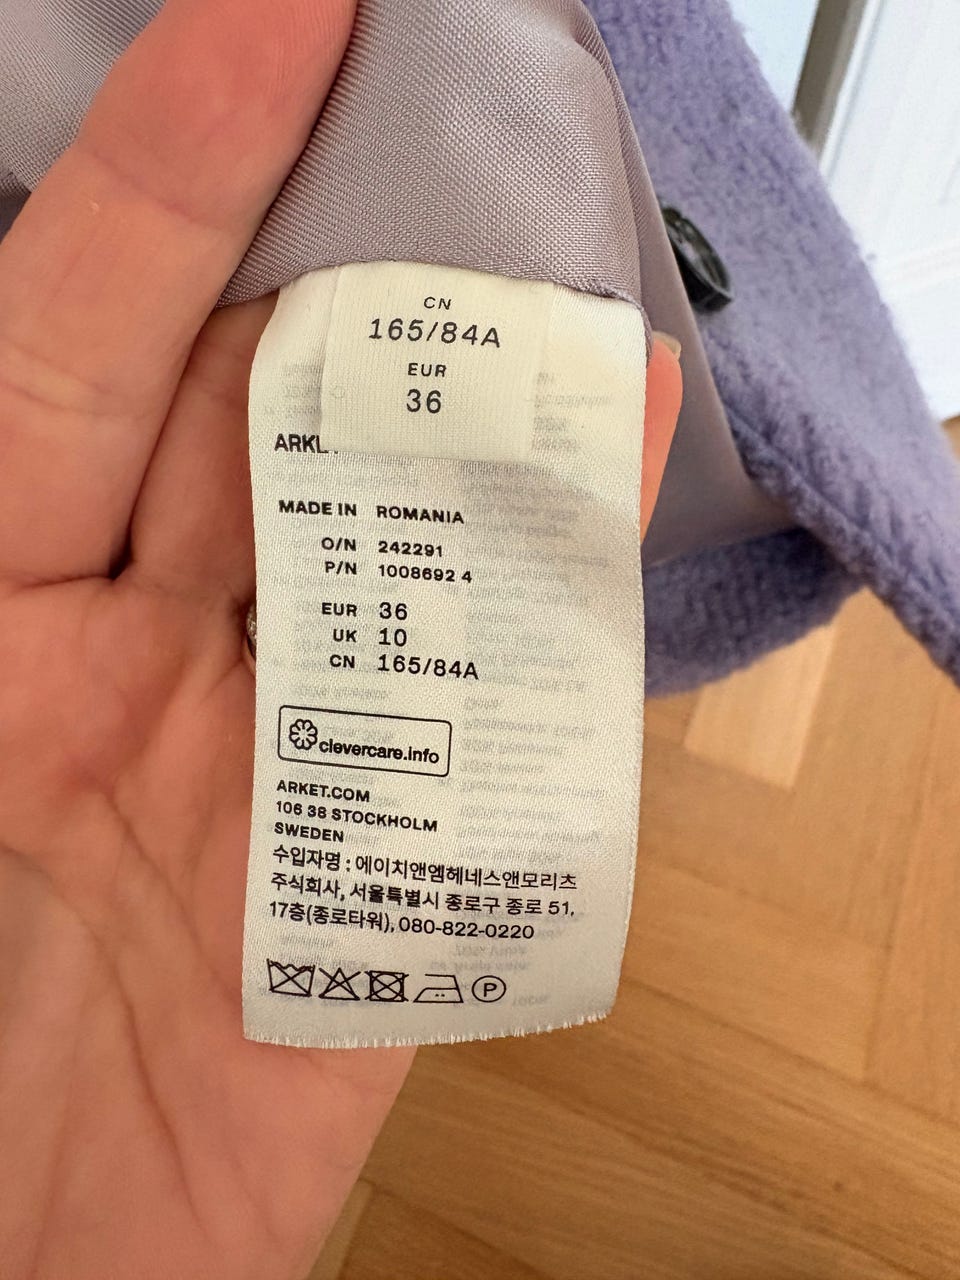 CN
165/84A
EUR
36
MADE IN ROMANIA
O/N 242291
P/N 1008692 4
EUR 36
UK 10
CN 165/84A
clevercare.info
ARKET.COM
106 38 STOCKHOLM
SWEDEN
수입자명 : 에이치앤엠헤네스앤모리츠
주식회사, 서울특별시 종로구 종로 51,
17층(종로타워), 080-822-0220
P